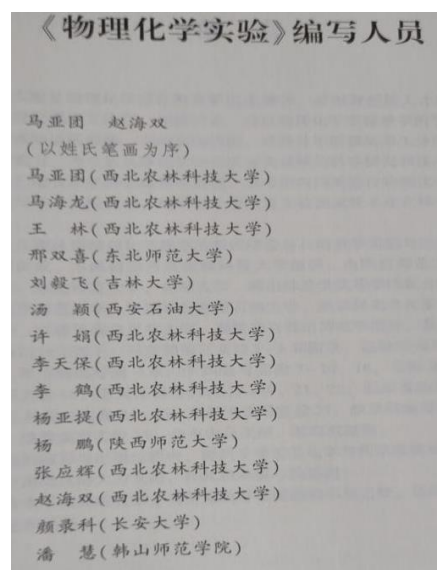 《物理化学实验》编写人员
马亚团 赵海双
(以姓氏笔画为序)
马亚团(西北农林科技大学)
马海龙(西北农林科技大学)
王 林(西北农林科技大学)
邢双喜(东北师范大学)
刘毅飞(吉林大学)
汤 颖(西安石油大学)
许 娟(西北农林科技大学)
李天保(西北农林科技大学)
李 鹤(西北农林科技大学)
杨亚提(西北农林科技大学)
杨 鹏(陕西师范大学)
张应辉(西北农林科技大学)
赵海双(西北农林科技大学)
颜录科(长安大学)
潘 慧(韩山师范学院)